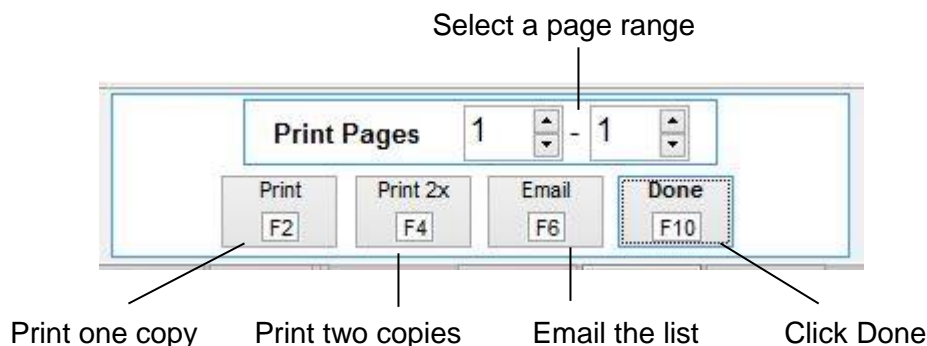 Select a page range
Print Pages 1 - 1
Print Print 2x Email Done
F2 F4 F6 F10
Print one copy Print two copies Email the list Click Done